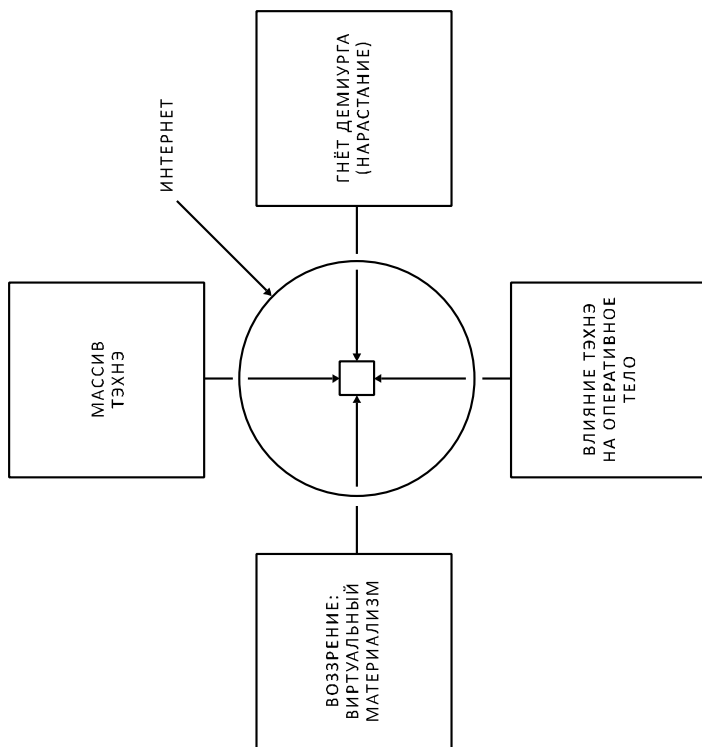 МАССИВ
ТЭХНЭ
ИНТЕРНЕТ
ВОЗЗРЕНИЕ:
ВИРТУАЛЬНЫЙ
МАТЕРИАЛИЗМ
ГНЁТ ДЕМИУРГА
(НАРАСТАНИЕ)
ВЛИЯНИЕ ТЭХНЭ
НА ОПЕРАТИВНОЕ
ТЕЛО